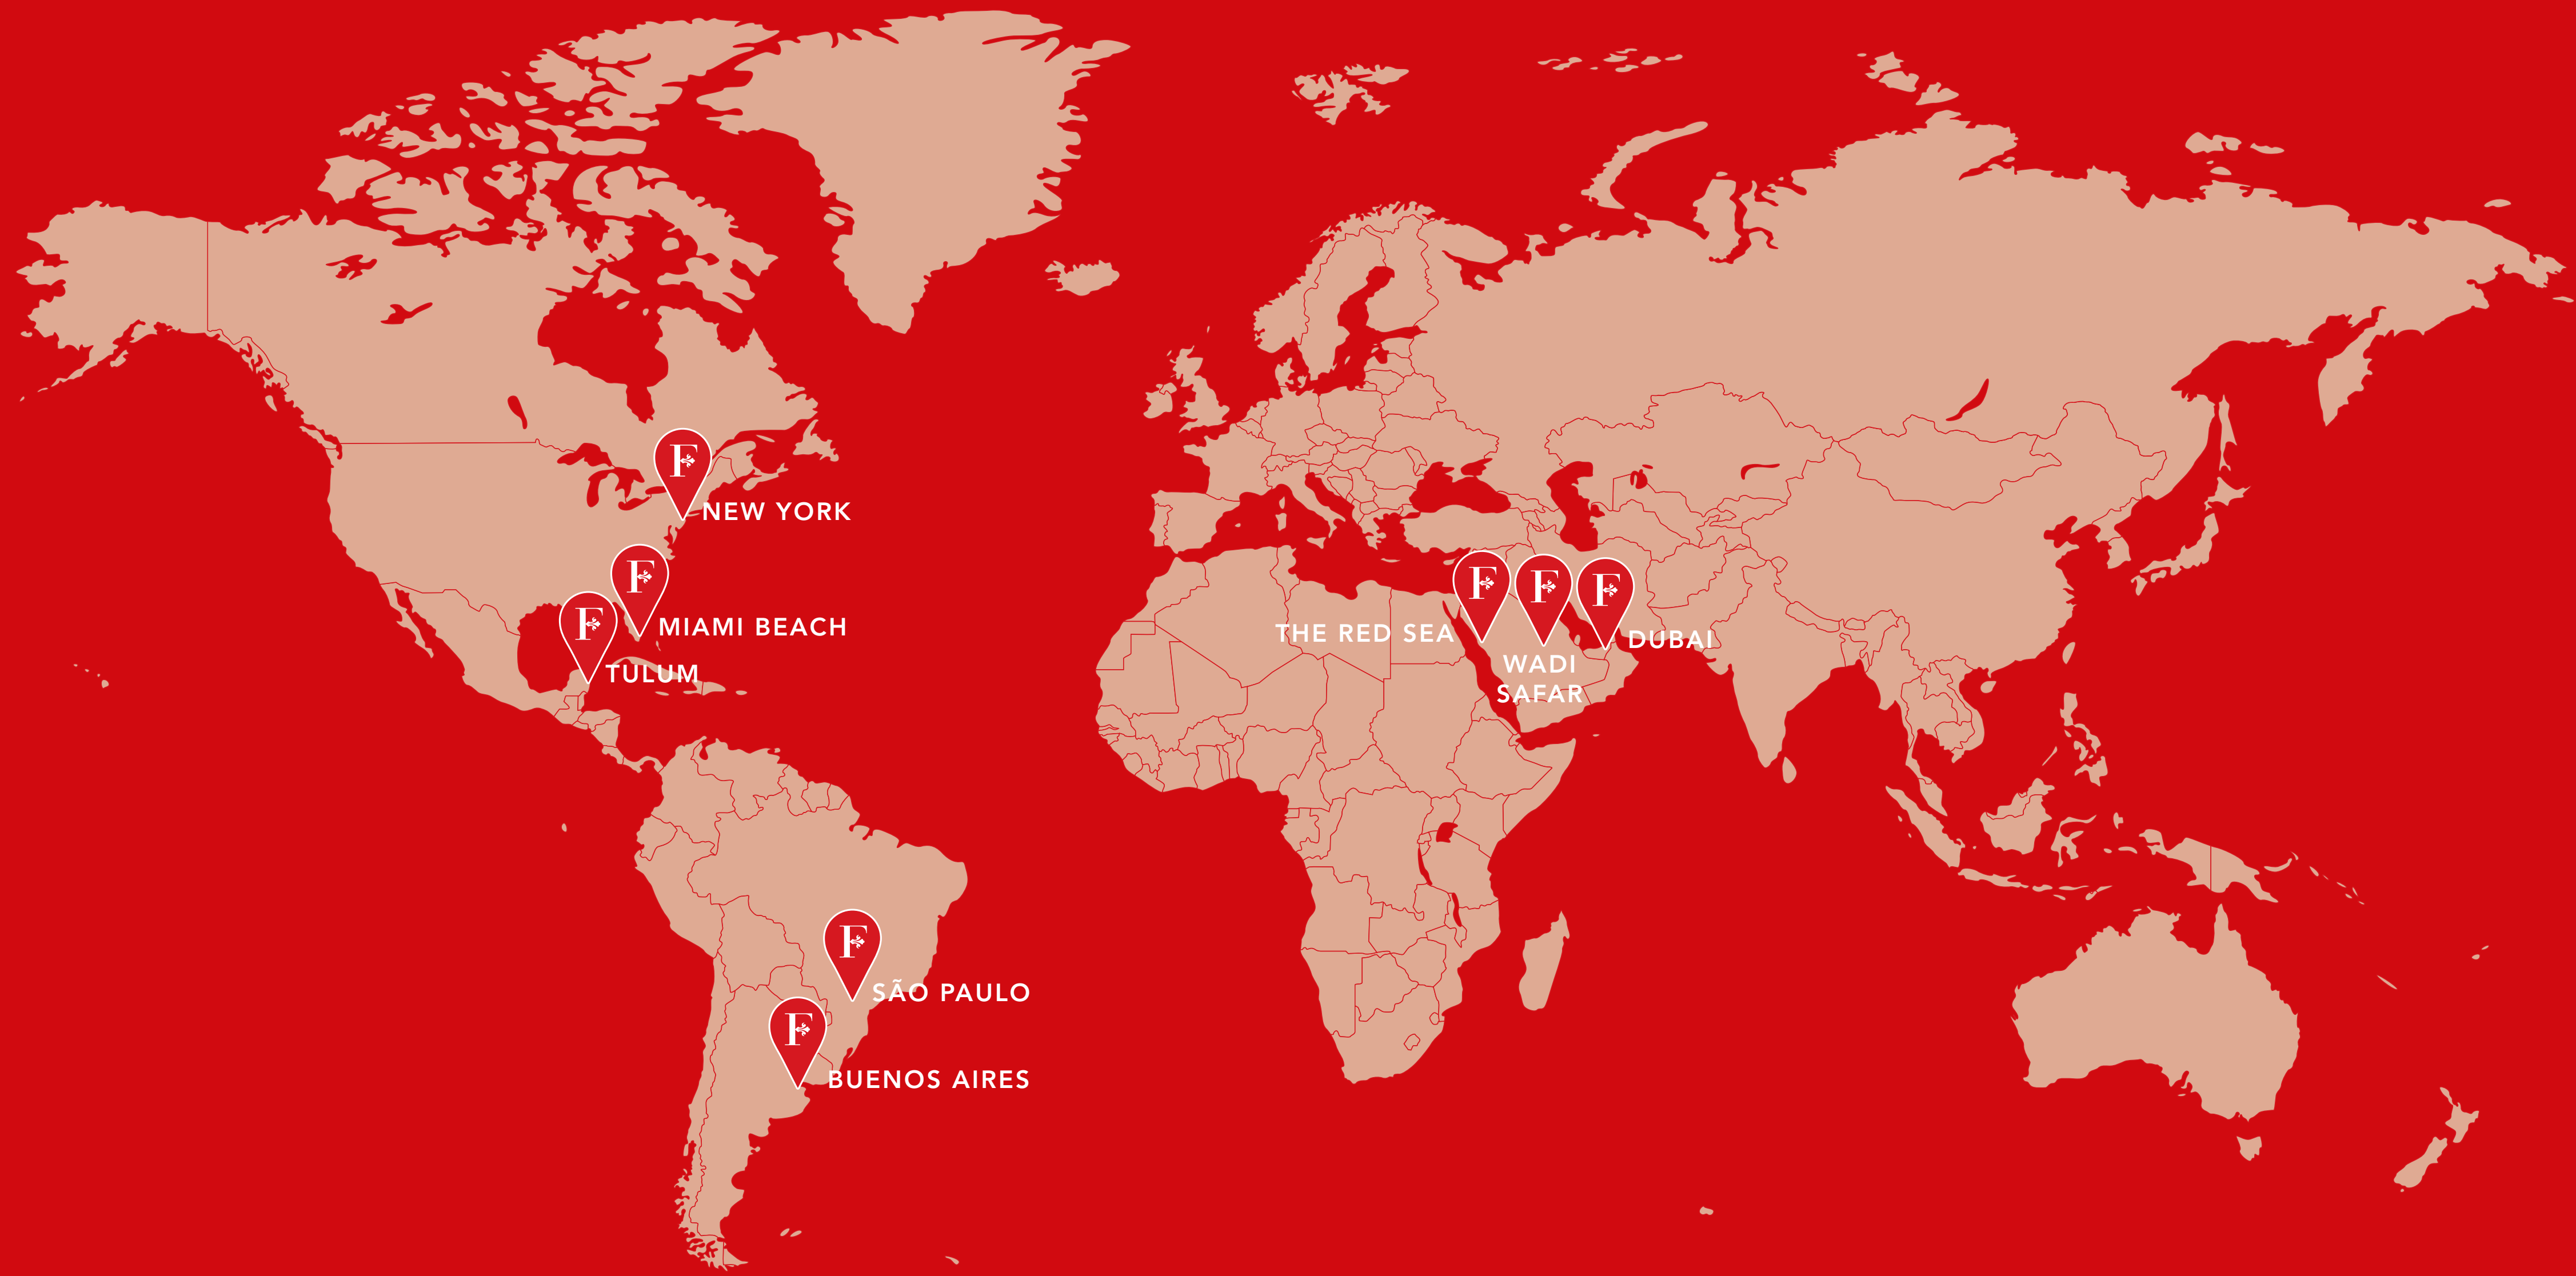 F
NEW YORK
F
MIAMI BEACH
F
TULUM
F
THE RED SEA
F
WADI
SAFAR
F
DUBAI
F
SÃO PAULO
F
BUENOS AIRES